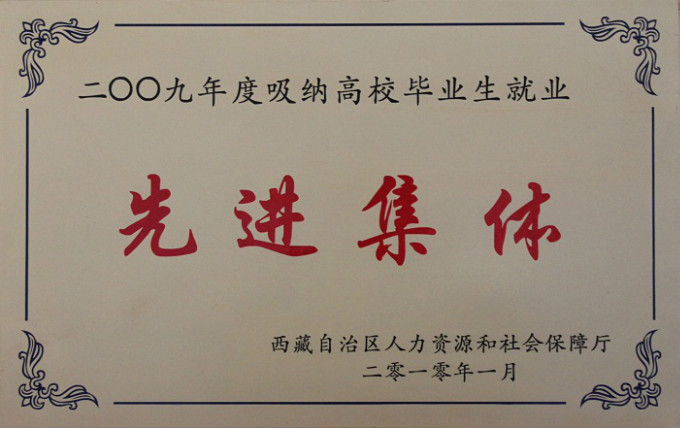 二〇〇九年度吸纳高校毕业生就业
先进集体
西藏自治区人力资源和社会保障厅
二零一零年一月